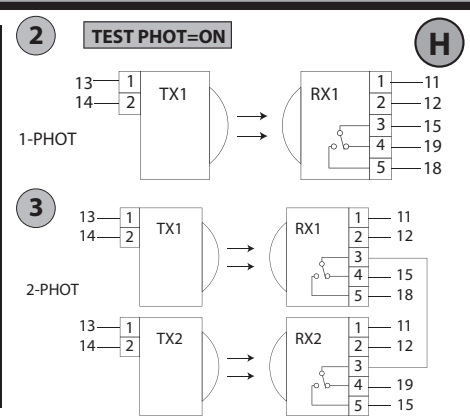 2 TEST PHOT=ON H
13 1 TX1 RX1 1 11
14 2 2 12
3 15
1-PHOT 4 19
5 18
3
13 1 TX1 RX1 1 11
14 2 2 12
3
2-PHOT 4 15
5 18
13 1 TX2 RX2 1 11
14 2 2 12
3
4 19
5 15